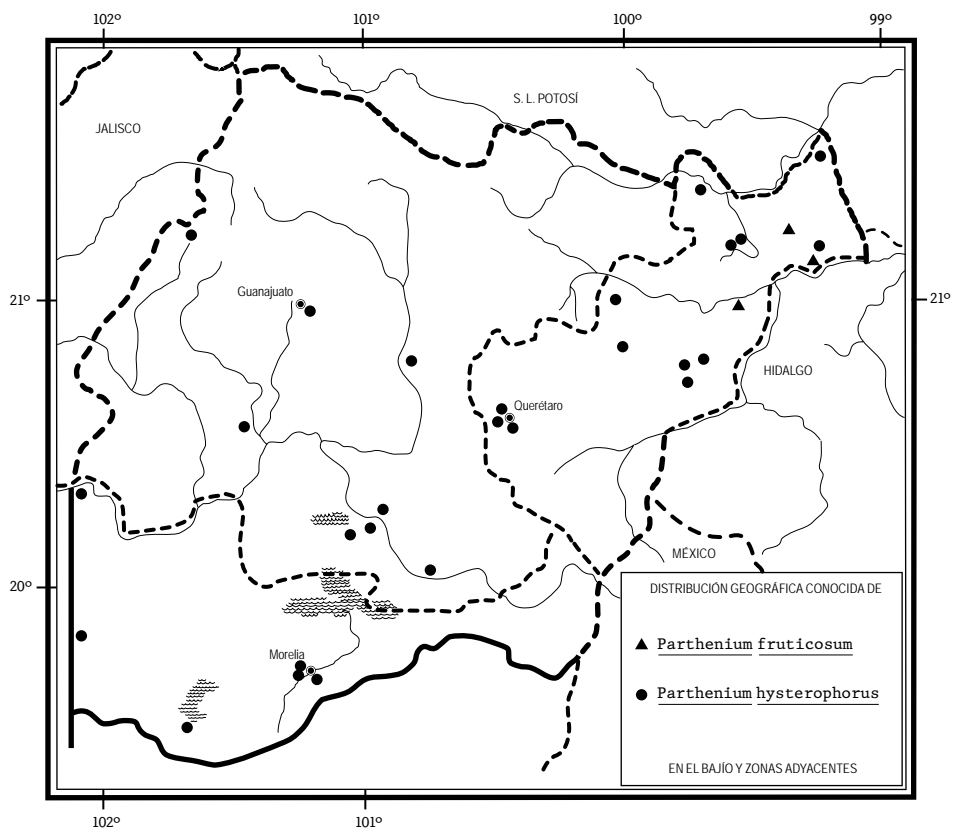 102º 101º 100º 99º
S. L. POTOSÍ
JALISCO
Guanajuato
21º 21º
HIDALGO
Querétaro
MÉXICO
20º
DISTRIBUCIÓN GEOGRÁFICA CONOCIDA DE
Parthenium fruticosum
Morelia
Parthenium hysterophorus
EN EL BAJÍO Y ZONAS ADYACENTES
102º 101º